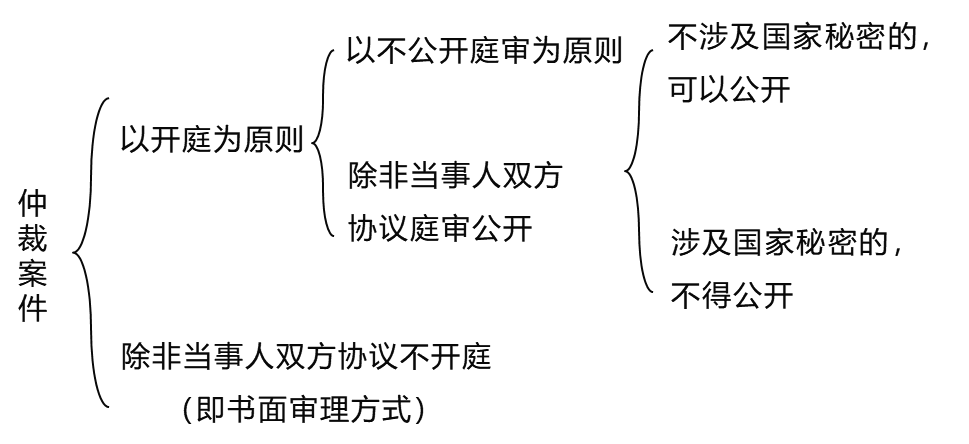 仲裁案件
以开庭为原则
以不公开庭审为原则
除非当事人双方
协议庭审公开
不涉及国家秘密的，
可以公开
涉及国家秘密的，
不得公开
除非当事人双方协议不开庭
（即书面审理方式）